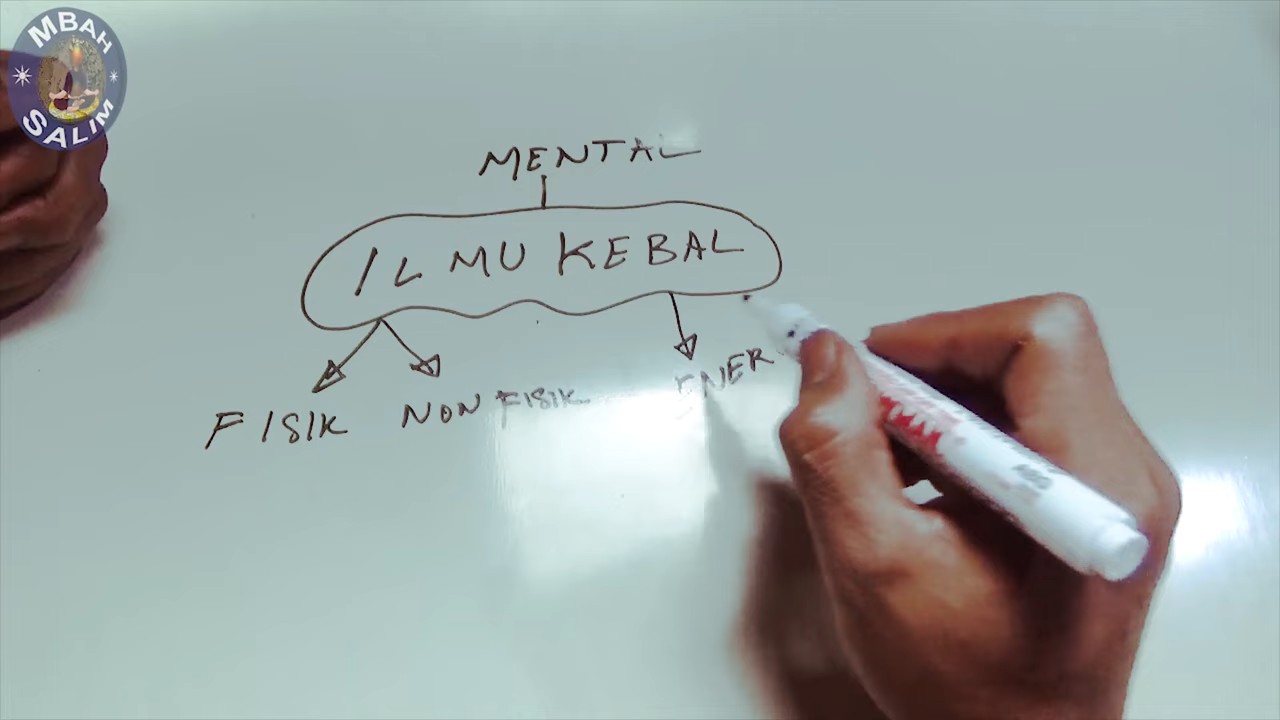 MBAH
SALIM
MENTAL
ILMU KEBAL
FISIK NON FISIK ENER